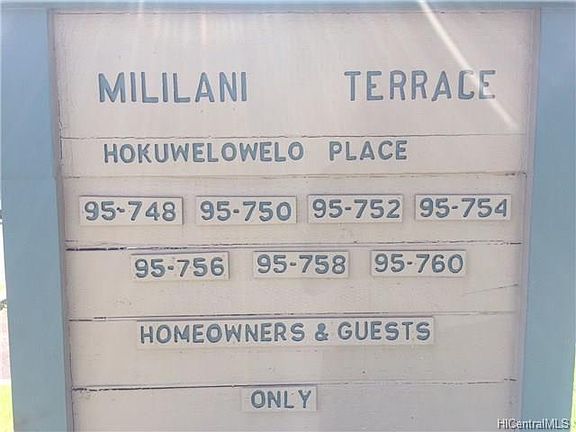 MILILANI TERRACE
HOKUWELOWELO PLACE
95-748 95-750 95-752 95-754
95-756 95-758 95-760
HOMEOWNERS & GUESTS
ONLY
HiCentralMLS